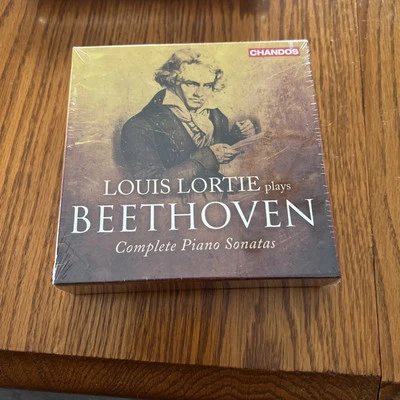 CHANDOS
LOUIS LORTIE plays
BEETHOVEN
Complete Piano Sonatas